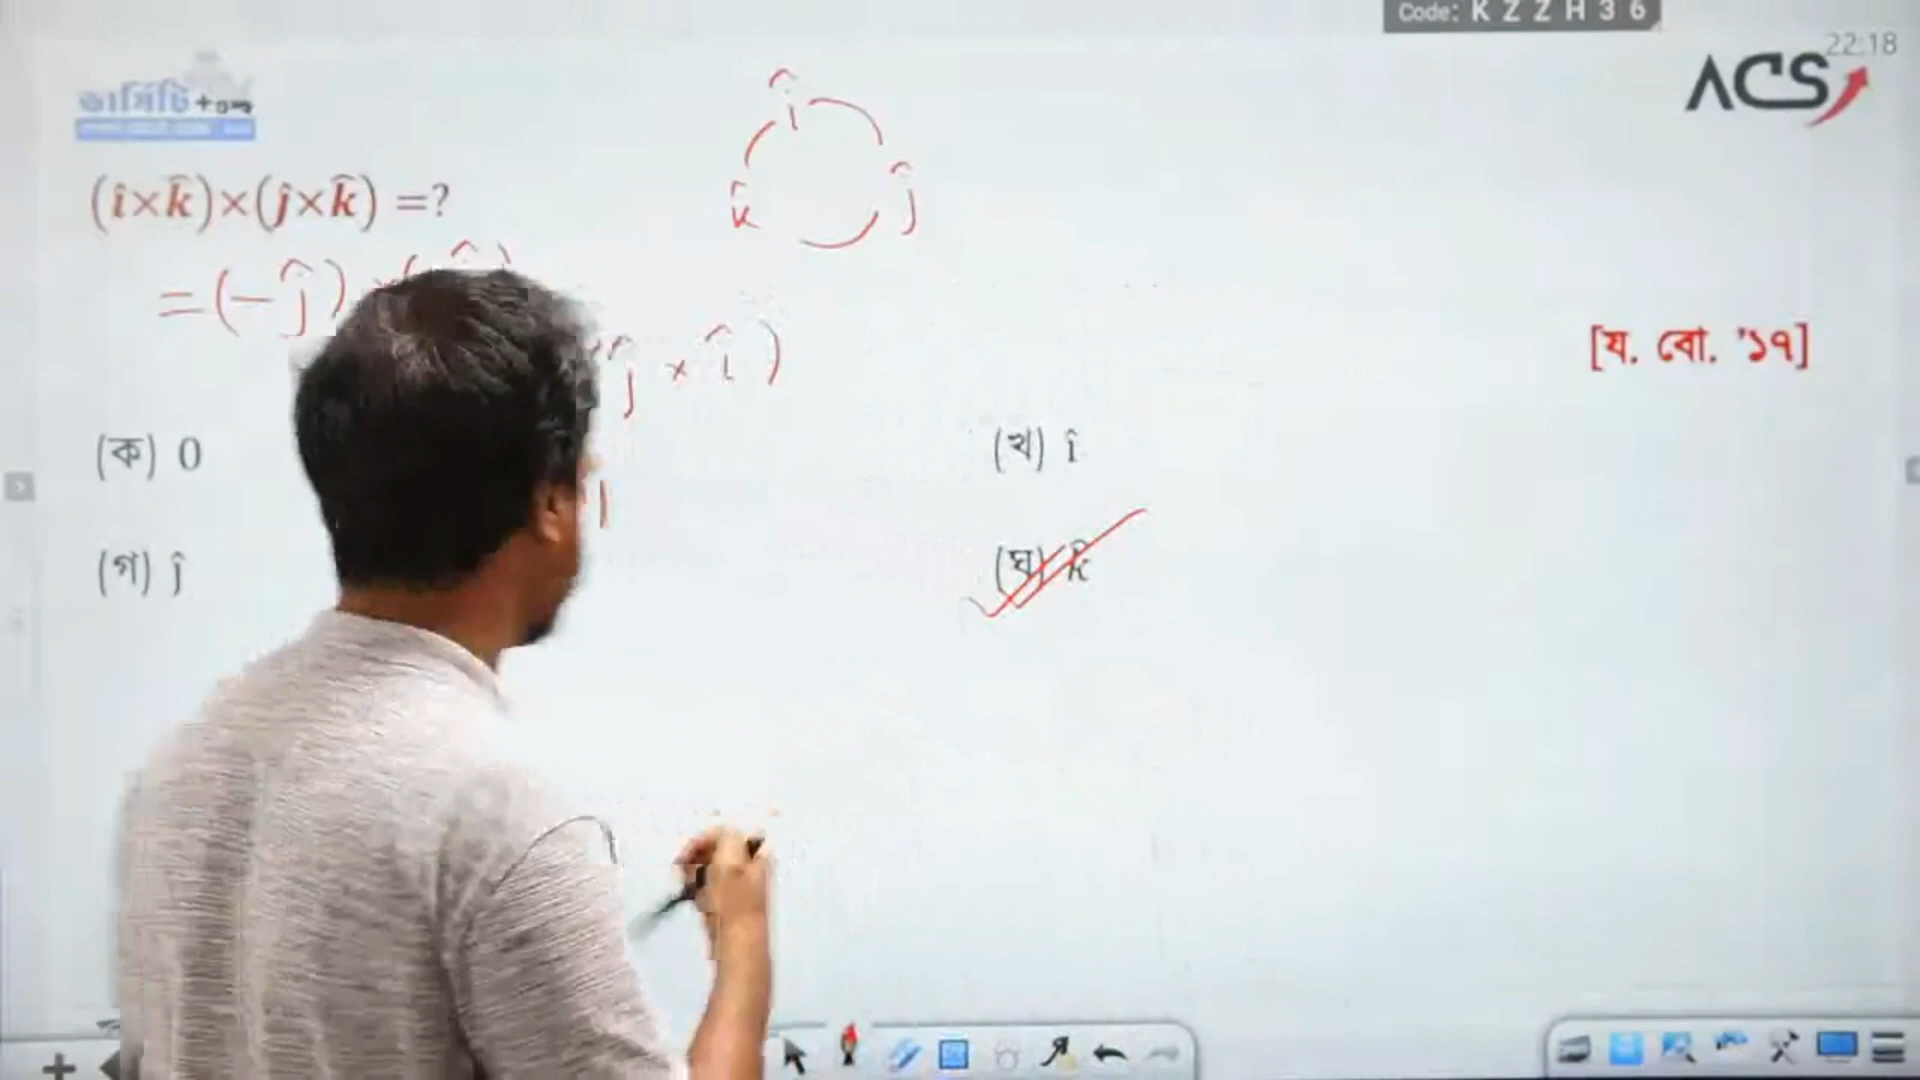 Code: K Z Z H 3 6
22:18
ভার্সিটি+
ACS
(î×k̂)×(ĵ×k̂) =?
î
ĵ
k̂
=(-ĵ)
ĵ × î )
[য. বো. '১৭]
(ক) 0
(খ) î
(গ) ĵ
(ঘ) k̂